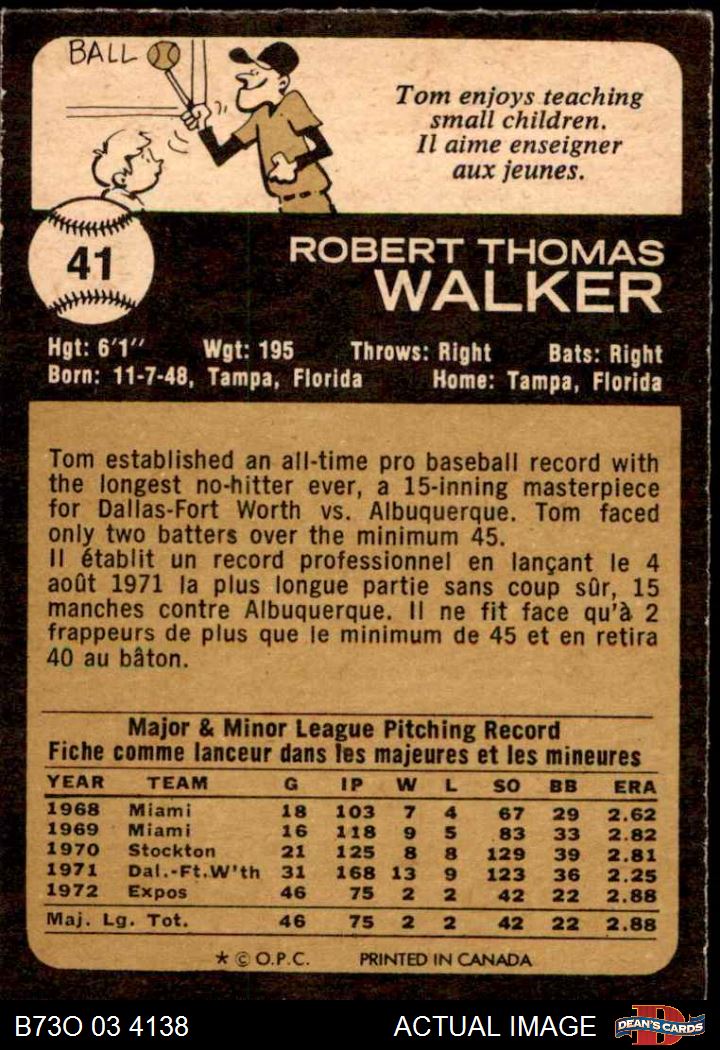 BALL
Tom enjoys teaching
small children.
Il aime enseigner
aux jeunes.
41
ROBERT THOMAS
WALKER
Hgt: 6'1" Wgt: 195 Throws: Right Bats: Right
Born: 11-7-48, Tampa, Florida Home: Tampa, Florida
Tom established an all-time pro baseball record with
the longest no-hitter ever, a 15-inning masterpiece
for Dallas-Fort Worth vs. Albuquerque. Tom faced
only two batters over the minimum 45.
Il établit un record professionnel en lançant le 4
août 1971 la plus longue partie sans coup sûr, 15
manches contre Albuquerque. Il ne fit face qu'à 2
frappeurs de plus que le minimum de 45 et en retira
40 au bâton.
Major & Minor League Pitching Record
Fiche comme lanceur dans les majeures et les mineures
YEAR TEAM G IP W L SO BB ERA
1968 Miami 18 103 7 4 67 29 2.62
1969 Miami 16 118 9 5 83 33 2.82
1970 Stockton 21 125 8 8 129 39 2.81
1971 Dal.-Ft.W'th 31 168 13 9 123 36 2.25
1972 Expos 46 75 2 2 42 22 2.88
Maj. Lg. Tot. 46 75 2 2 42 22 2.88
* © O.P.C. PRINTED IN CANADA
B73O 03 4138 ACTUAL IMAGE DEAN'S CARDS